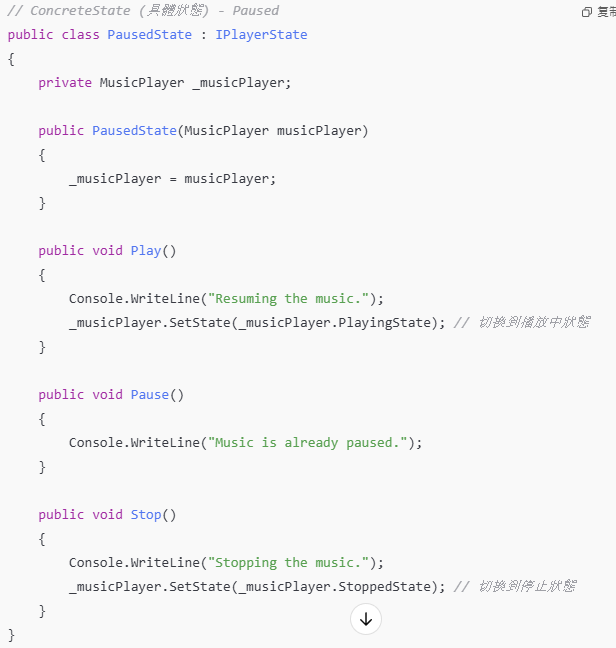 // ConcreteState (具體狀態) - Paused
复制
public class PausedState : IPlayerState
{
    private MusicPlayer _musicPlayer;
    public PausedState(MusicPlayer musicPlayer)
    {
        _musicPlayer = musicPlayer;
    }
    public void Play()
    {
        Console.WriteLine("Resuming the music.");
        _musicPlayer.SetState(_musicPlayer.PlayingState); // 切換到播放中狀態
    }
    public void Pause()
    {
        Console.WriteLine("Music is already paused.");
    }
    public void Stop()
    {
        Console.WriteLine("Stopping the music.");
        _musicPlayer.SetState(_musicPlayer.StoppedState); // 切換到停止狀態
    }
}